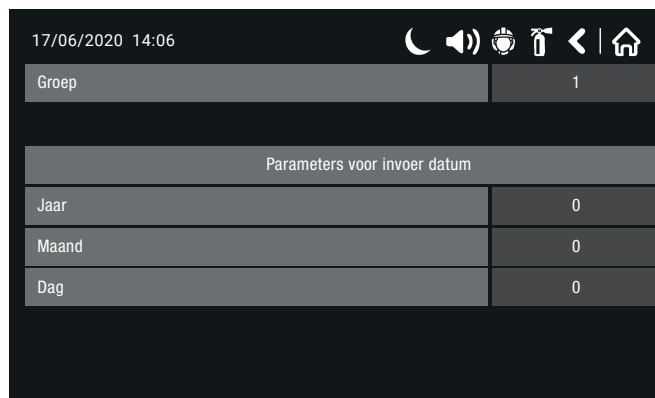 17/06/2020 14:06
Groep 1
Parameters voor invoer datum
Jaar 0
Maand 0
Dag 0